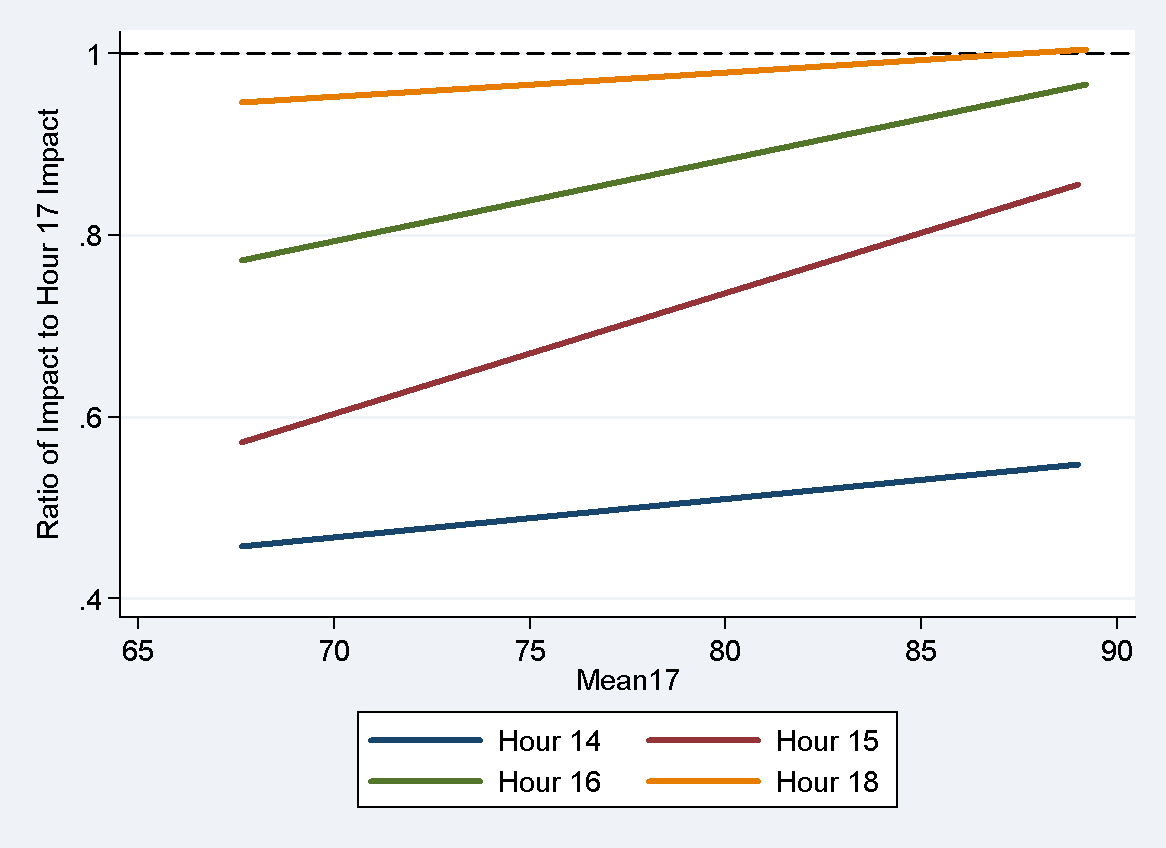 Ratio of Impact to Hour 17 Impact
1
.8
.6
.4
65 70 75 80 85 90
Mean17
Hour 14 Hour 15
Hour 16 Hour 18